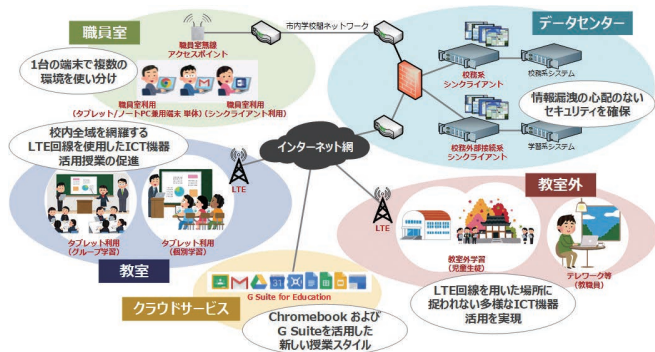 職員室
市内学校間ネットワーク
データセンター
職員室無線
アクセスポイント
1台の端末で複数の
環境を使い分け
職員室利用
(タブレット/ノートPC兼用端末 単体)
職員室利用
(シンクライアント利用)
校務系
シンクライアント
校務系システム
情報漏洩の心配のない
セキュリティを確保
校務外部接続系
シンクライアント
学習系システム
校内全域を網羅する
LTE回線を使用したICT機器
活用授業の促進
インターネット網
LTE
LTE
教室外
タブレット利用
(グループ学習)
タブレット利用
(個別学習)
教室
教室外学習
(児童生徒)
テレワーク等
(教職員)
クラウドサービス
G Suite for Education
Chromebook および
G Suiteを活用した
新しい授業スタイル
LTE回線を用いた場所に
捉われない多様なICT機器
活用を実現